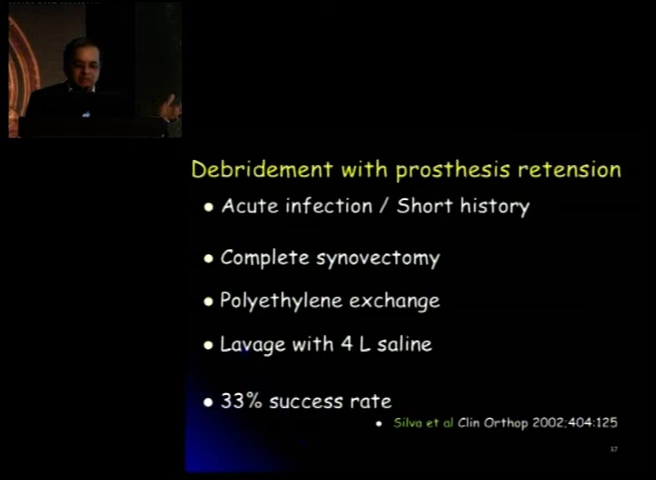 Debridement with prosthesis retension
• Acute infection / Short history
• Complete synovectomy
• Polyethylene exchange
• Lavage with 4 L saline
• 33% success rate
• Silva et al Clin Orthop 2002;404:125
37